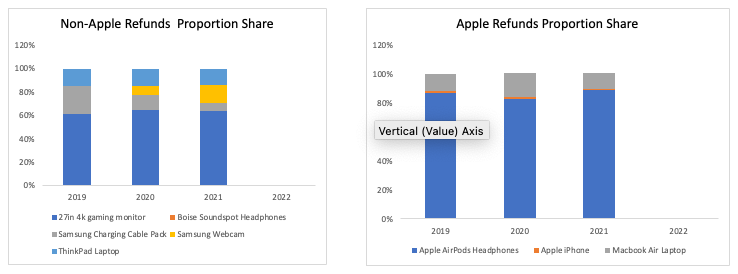 Non-Apple Refunds Proportion Share
120%
100%
80%
60%
40%
20%
0%
2019 2020 2021 2022
27in 4k gaming monitor Boise Soundspot Headphones
Samsung Charging Cable Pack Samsung Webcam
ThinkPad Laptop
Apple Refunds Proportion Share
120%
100%
80%
Vertical (Value) Axis
40%
20%
0%
2019 2020 2021 2022
Apple AirPods Headphones Apple iPhone Macbook Air Laptop